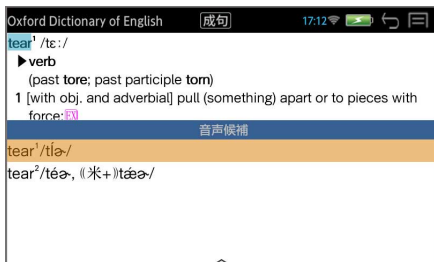 Oxford Dictionary of English 成句 17:12
tear¹ /tɛː/
▶verb
(past tore; past participle torn)
1 [with obj. and adverbial] pull (something) apart or to pieces with
force:EX
音声候補
tear¹/tíɚ/
tear²/téɚ, 《米+》tǽɚ/